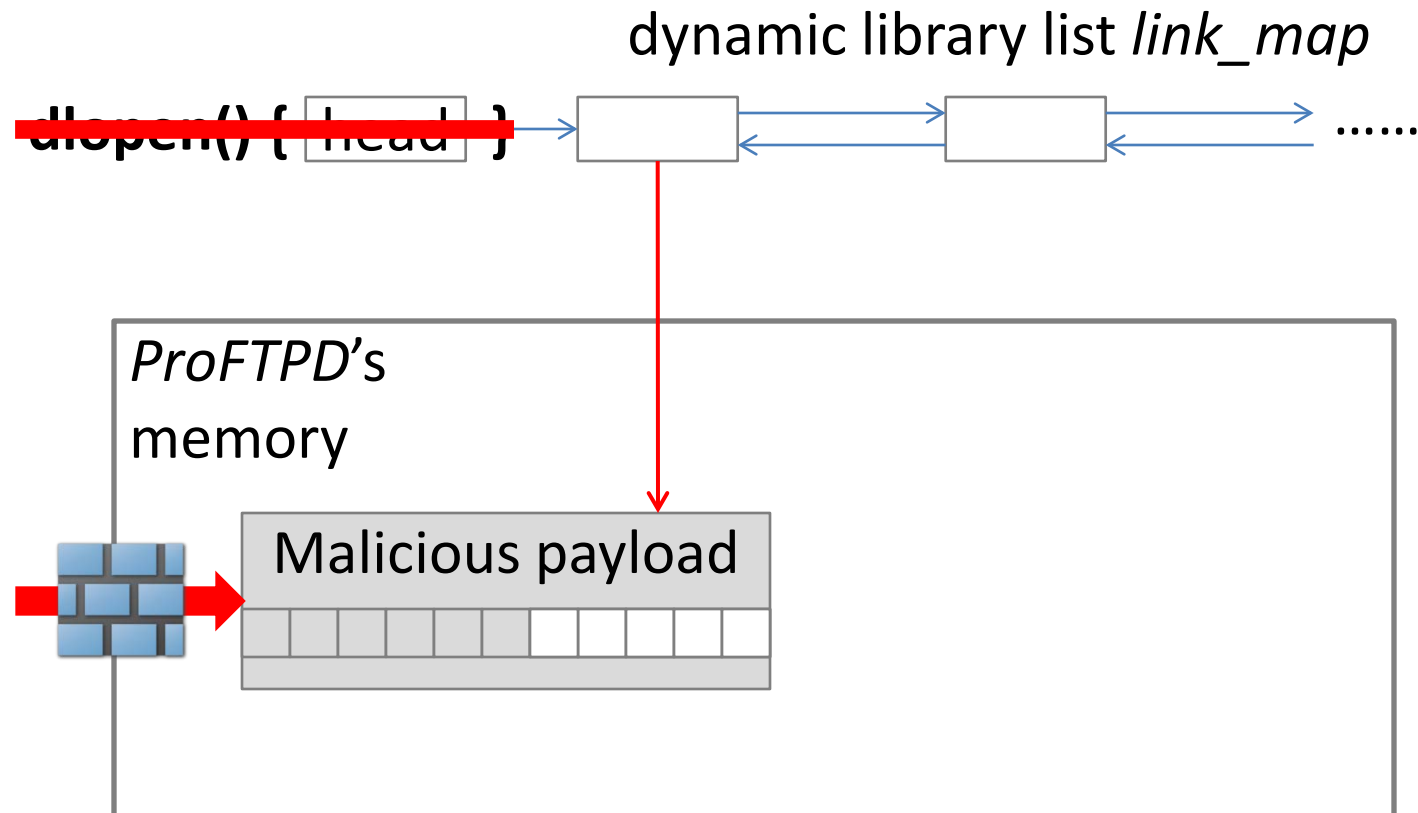 dynamic library list link_map
dlopen() { head }
......
ProFTPD's
memory
Malicious payload